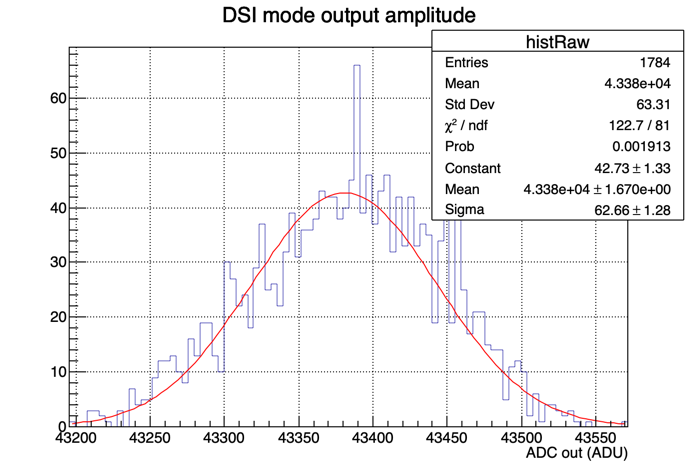 DSI mode output amplitude
histRaw
Entries 1784
Mean 4.338e+04
Std Dev 63.31
χ² / ndf 122.7 / 81
Prob 0.001913
Constant 42.73 ± 1.33
Mean 4.338e+04 ± 1.670e+00
Sigma 62.66 ± 1.28
60
50
40
30
20
10
0
43200 43250 43300 43350 43400 43450 43500 43550
ADC out (ADU)